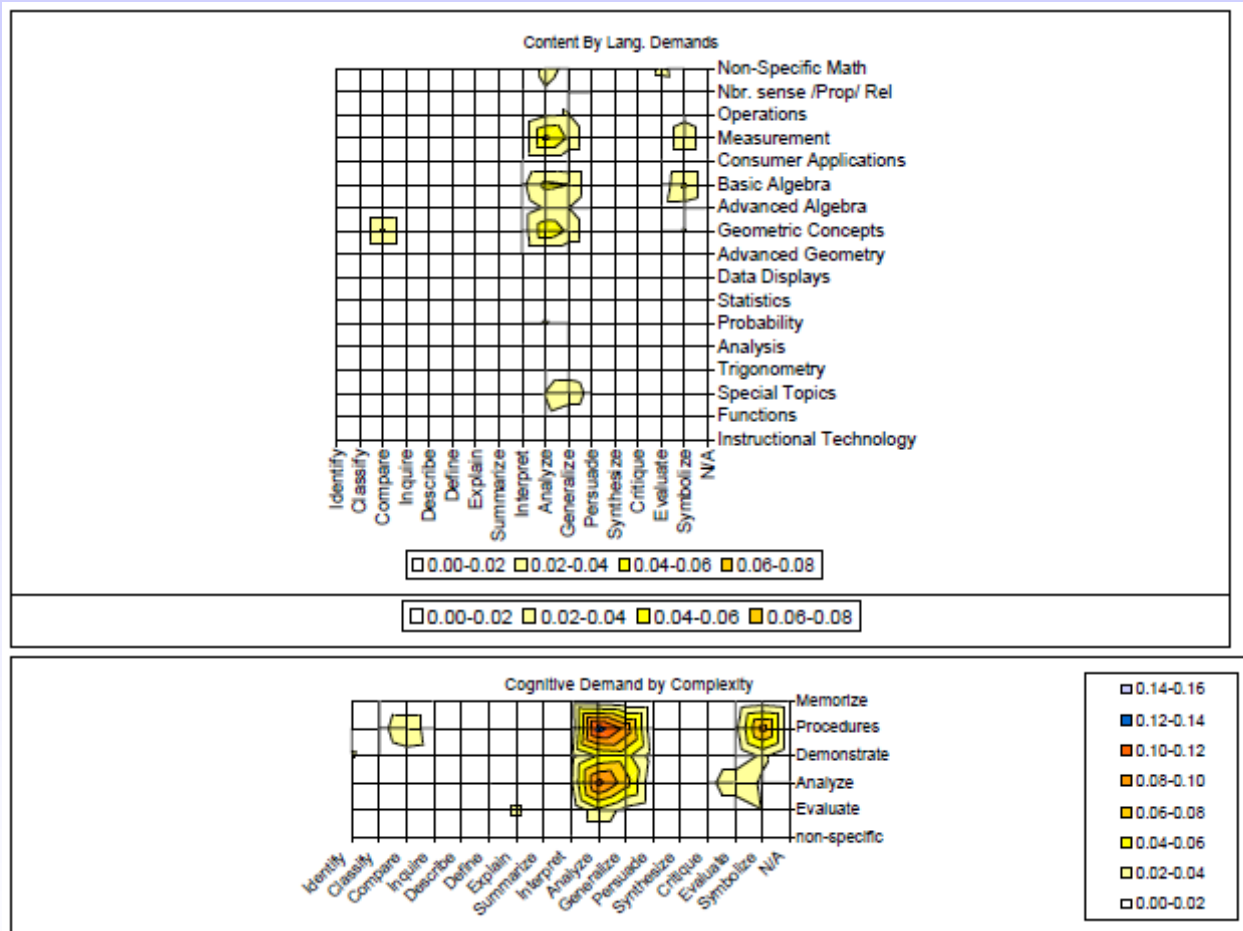 Content By Lang. Demands
Non-Specific Math
Nbr. sense /Prop/ Rel
Operations
Measurement
Consumer Applications
Basic Algebra
Advanced Algebra
Geometric Concepts
Advanced Geometry
Data Displays
Statistics
Probability
Analysis
Trigonometry
Special Topics
Functions
Instructional Technology
Identify
Classify
Compare
Inquire
Describe
Define
Explain
Summarize
Interpret
Analyze
Generalize
Persuade
Synthesize
Critique
Evaluate
Symbolize
N/A
0.00-0.02 0.02-0.04 0.04-0.06 0.06-0.08
0.00-0.02 0.02-0.04 0.04-0.06 0.06-0.08
Cognitive Demand by Complexity
Memorize
Procedures
Demonstrate
Analyze
Evaluate
non-specific
Identify
Classify
Compare
Inquire
Describe
Define
Explain
Summarize
Interpret
Analyze
Generalize
Persuade
Synthesize
Critique
Evaluate
Symbolize
N/A
0.14-0.16
0.12-0.14
0.10-0.12
0.08-0.10
0.06-0.08
0.04-0.06
0.02-0.04
0.00-0.02